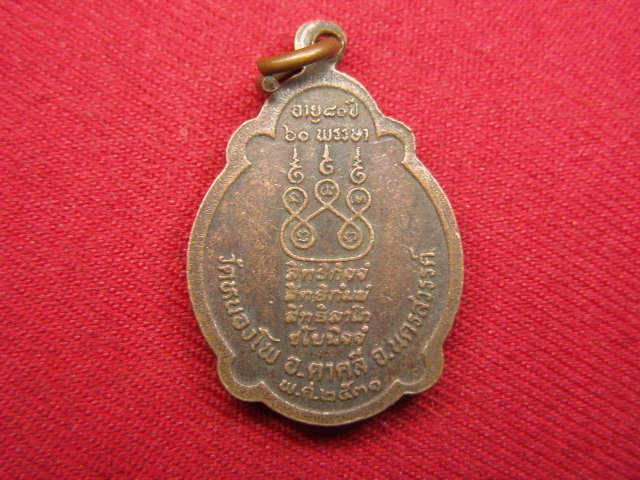 อายุ ๘๐ ปี
๖๐ พรรษา
สิทธิกิจจํ
สิทธิกัมมํ
สิทธิลาโภ
ชโยนิจจํ
วัดหนองโพ อ.ตาคลี จ.นครสวรรค์
พ.ศ.๒๕๓๑